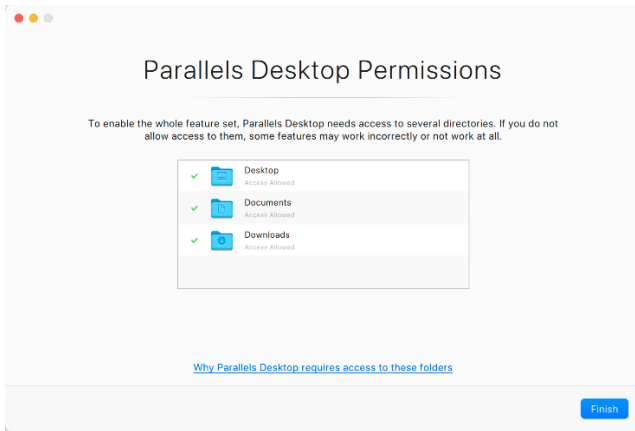 Parallels Desktop Permissions
To enable the whole feature set, Parallels Desktop needs access to several directories. If you do not
allow access to them, some features may work incorrectly or not work at all.
Desktop
Access Allowed
Documents
Access Allowed
Downloads
Access Allowed
Why Parallels Desktop requires access to these folders
Finish